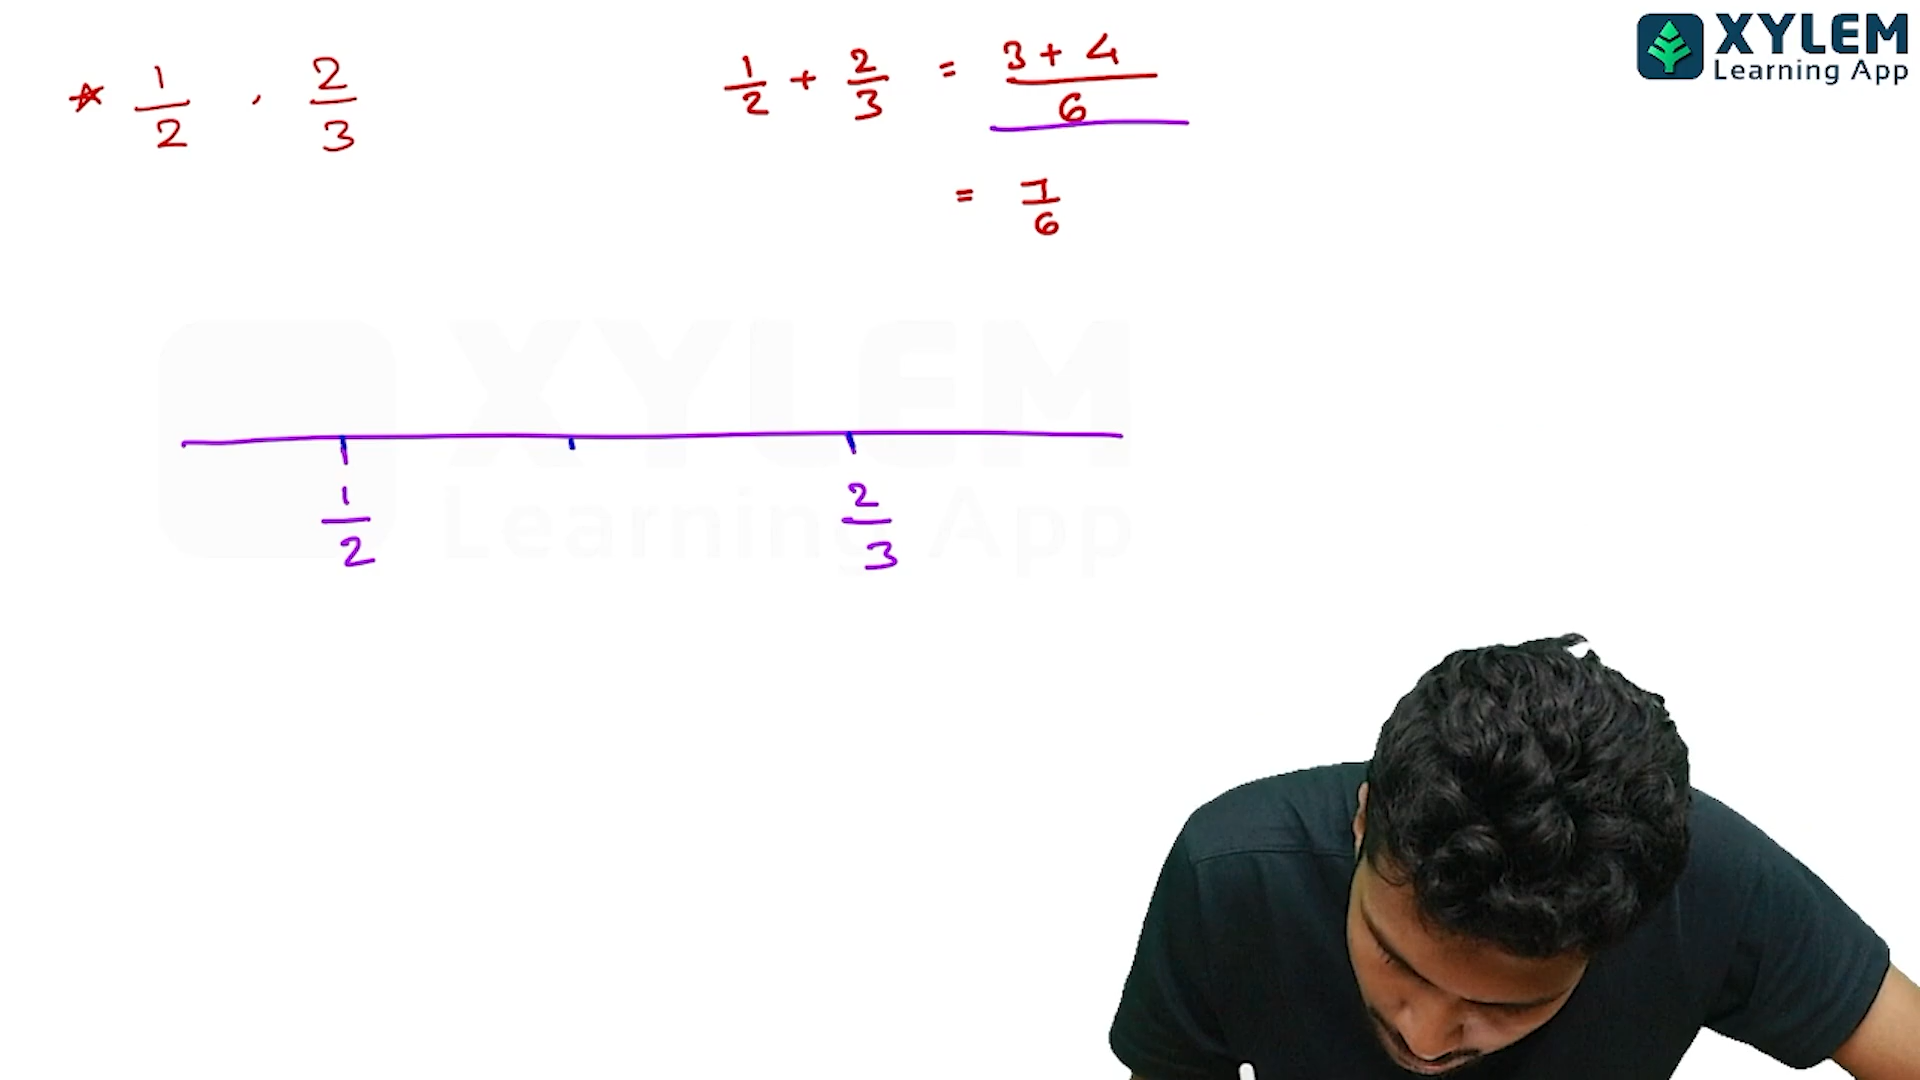 * 1/2 , 2/3
1/2 + 2/3 = (3 + 4)/6
= 7/6
1/2 2/3
XYLEM
Learning App
XYLEM
Learning App